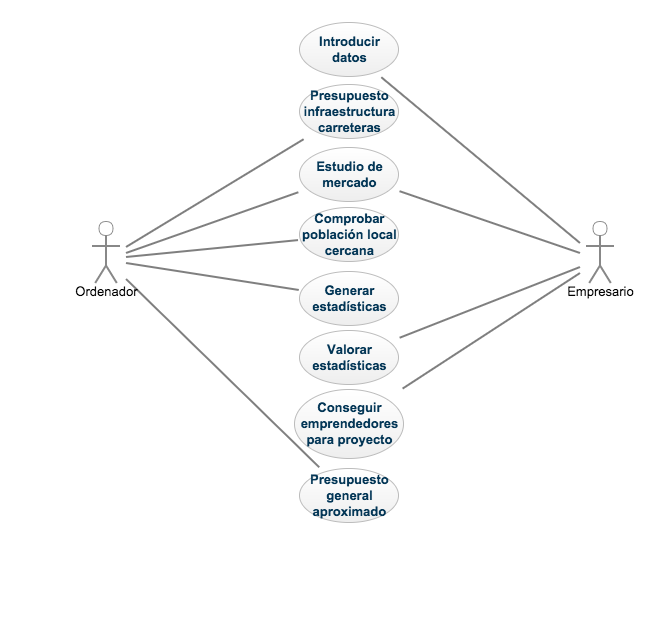 Introducir
datos
Presupuesto
infraestructura
carreteras
Estudio de
mercado
Comprobar
población local
cercana
Ordenador
Empresario
Generar
estadísticas
Valorar
estadísticas
Conseguir
emprendedores
para proyecto
Presupuesto
general
aproximado